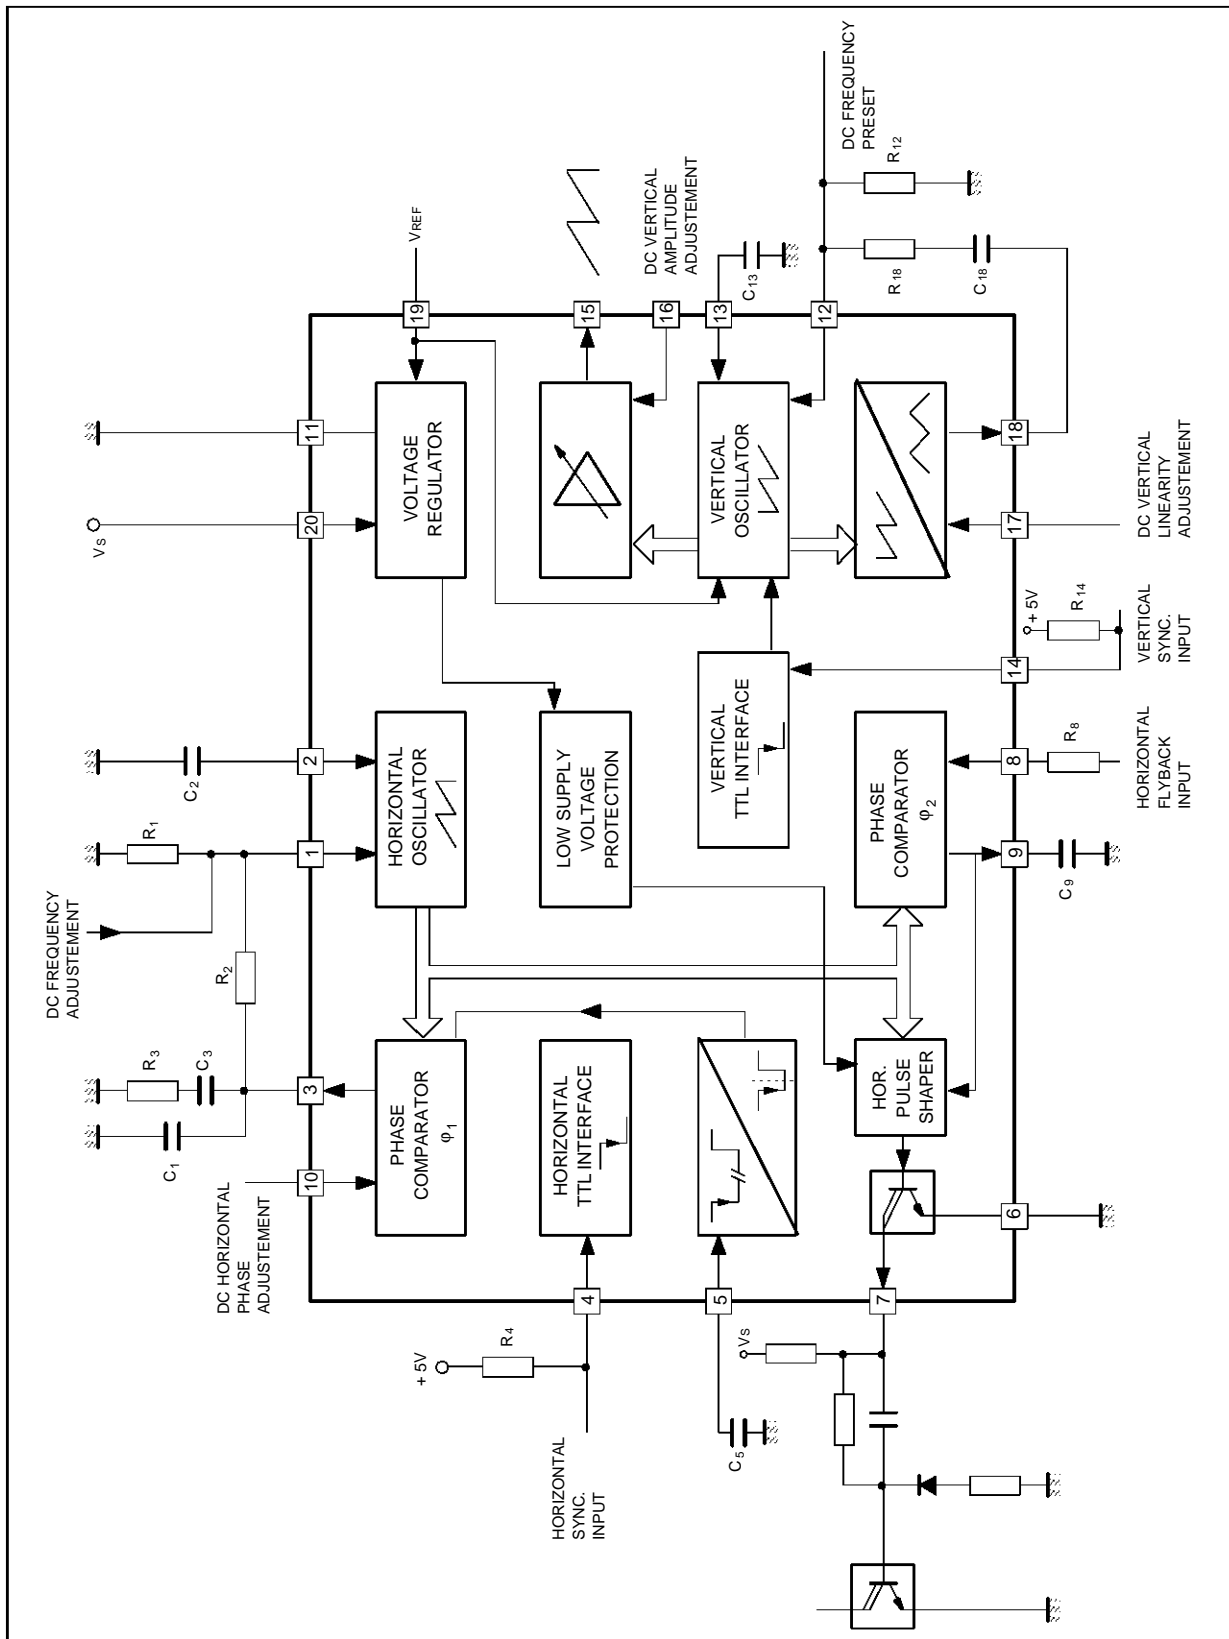 DC HORIZONTAL
PHASE
ADJUSTEMENT
C1
R3
C3
R2
DC FREQUENCY
ADJUSTEMENT
R1
C2
VS
10
3
1
2
20
11
HORIZONTAL
SYNC.
INPUT
+ 5V
R4
4
PHASE
COMPARATOR
φ1
HORIZONTAL
OSCILLATOR
VOLTAGE
REGULATOR
19
VREF
HORIZONTAL
TTL INTERFACE
LOW SUPPLY
VOLTAGE
PROTECTION
15
16
DC VERTICAL
AMPLITUDE
ADJUSTEMENT
C5
5
VS
VERTICAL
TTL INTERFACE
VERTICAL
OSCILLATOR
13
C13
7
HOR.
PULSE
SHAPER
PHASE
COMPARATOR
φ2
12
DC FREQUENCY
PRESET
R12
R18
C18
6
9
8
14
17
18
C9
R8
+ 5V
R14
HORIZONTAL
FLYBACK
INPUT
VERTICAL
SYNC.
INPUT
DC VERTICAL
LINEARITY
ADJUSTEMENT